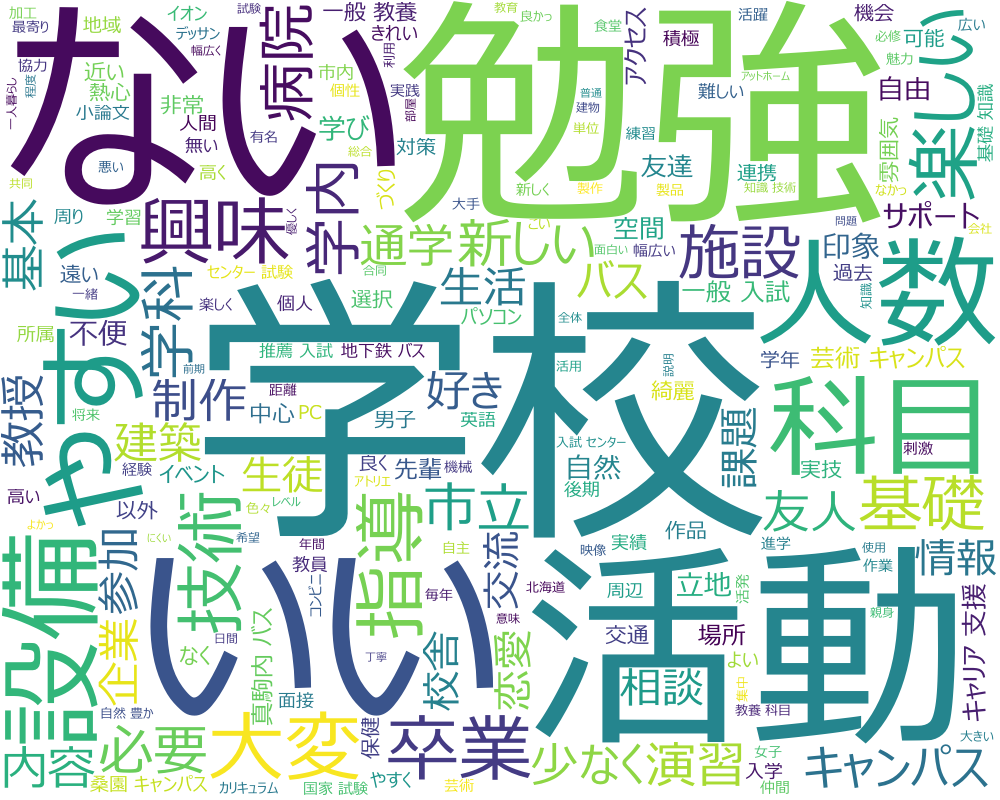 加工 イオン 試験 一般 教養 教育 良かっ 食堂 活躍 機会 広い
最寄り デッサン 幅広く きれい 利用 アクセス 積極 必修 可能 魅力
地域 協力 ない 病院 市内 勉強 アットホーム 自由 楽しい
一人暮らし 程度 近い 熱心 非常 個性 実践 部屋 普通 建物 難しい 基礎 知識
小論文 人間 有名 学び 単位 練習 雰囲気
悪い 無い 総合 対策 友達 連携
共同 高く づくり 新しく 製作 製品 知識 技術 なかっ
基本 周り 学習 興味 優しく 学内 大手 空間 サポート
やすい 通学 新しい こい 面白い 幅広い 施設 印象 人数 問題 会社
遠い センター 試験 合同 バス 過去 知識
一緒 学科 楽しく 個人 選択 生活 パソコン 一般 入試
所属 不便 推薦 入試 地下鉄 バス 学校 全体 学年 芸術 キャンパス
教授 前期 距離 好き 活用 説明 綺麗 科目
将来 制作 中心 PC 男子 英語 課題 刺激
建築 入試 センター 自然 実技
経験 イベント 生徒 アトリエ 良く 先輩 機械 後期 友人 基礎
高い 以外 色々 レベル 市立 作品
よかっ にくい 技術 希望 年間 指導 自主 映像 実績 進学 使用 情報
設備 参加 教員 コンビニ 交流 北海道 周辺 立地 活発 作業
いい 毎年 意味 活動 親身 キャリア 支援
企業 日間 交通 場所
なく 真駒内 バス 丁寧 校舎 恋愛 相談 よい 集中
自然 豊か 面接 教養 科目 大きい
内容 必要 大変 保健 卒業 少なく 演習 女子 入学 キャンパス
桑園 キャンパス カリキュラム 国家 試験 やすく 芸術 仲間